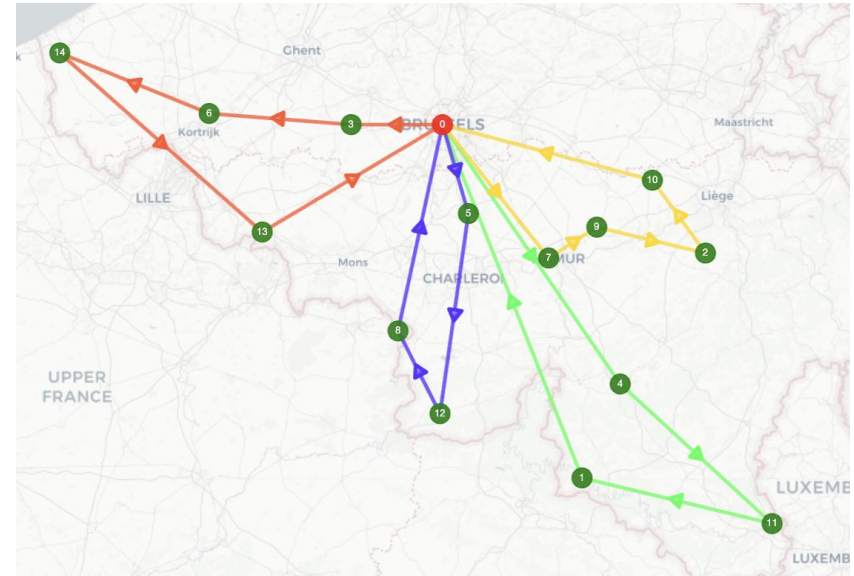 14
Ghent
k
6
Kortrijk
3
BRUSSELS
0
Maastricht
LILLE
10
Liège
5
13
9
2
Mons
7
MUR
CHARLEROI
8
UPPER
FRANCE
4
12
1
LUXEMB
11
LUXEMB